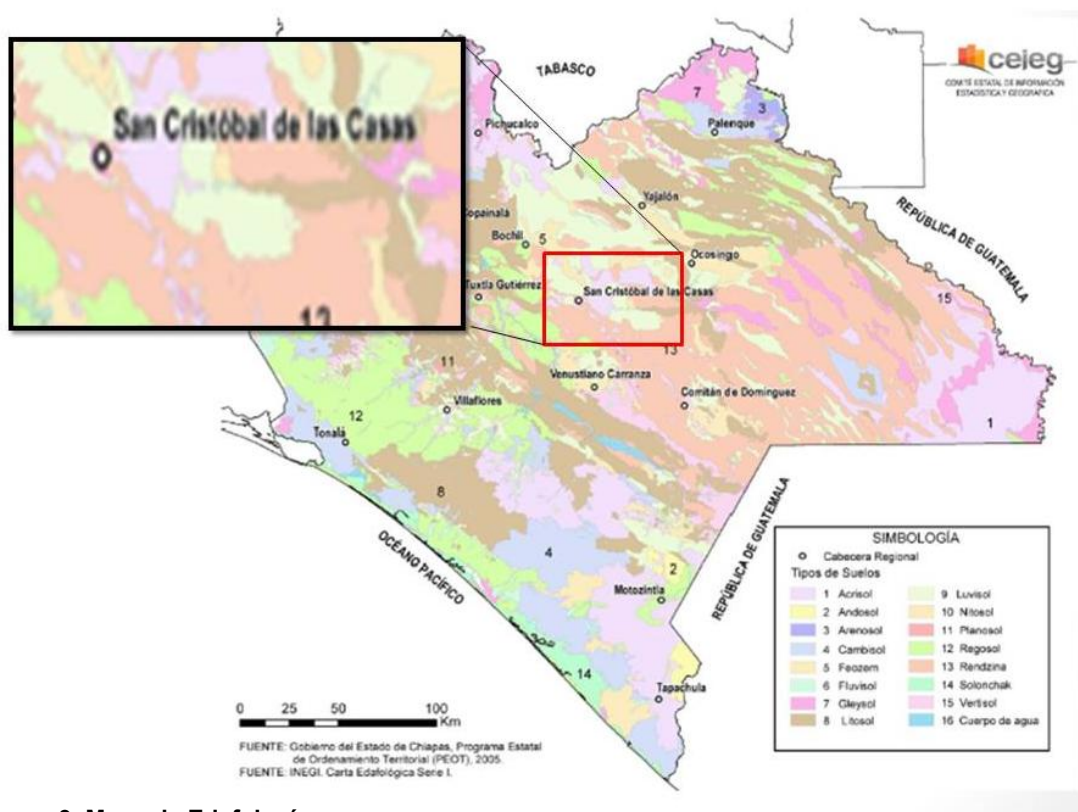 San Cristóbal de las Casas
13
TABASCO
ceieg
COMITÉ ESTATAL DE INFORMACIÓN
ESTADÍSTICA Y GEOGRÁFICA
7
3
Pichucalco
Palenque
Yajalón
REPÚBLICA DE GUATEMALA
Copainalá
Bochil
5
Ocosingo
Tuxtla Gutiérrez
San Cristóbal de las Casas
15
13
11
Venustiano Carranza
Comitán de Domínguez
Villaflores
12
1
Tonalá
8
REPÚBLICA DE GUATEMALA
OCÉANO PACÍFICO
4
2
Motozintla
14
Tapachula
SIMBOLOGÍA
Cabecera Regional
Tipos de Suelos
1 Acrisol
2 Andosol
3 Arenosol
4 Cambisol
5 Feozem
6 Fluvisol
7 Gleysol
8 Litosol
9 Luvisol
10 Nitosol
11 Planosol
12 Regosol
13 Rendzina
14 Solonchak
15 Vertisol
16 Cuerpo de agua
0 25 50 100
Km
FUENTE: Gobierno del Estado de Chiapas, Programa Estatal
de Ordenamiento Territorial (PEOT), 2005.
FUENTE: INEGI. Carta Edafológica Serie I.